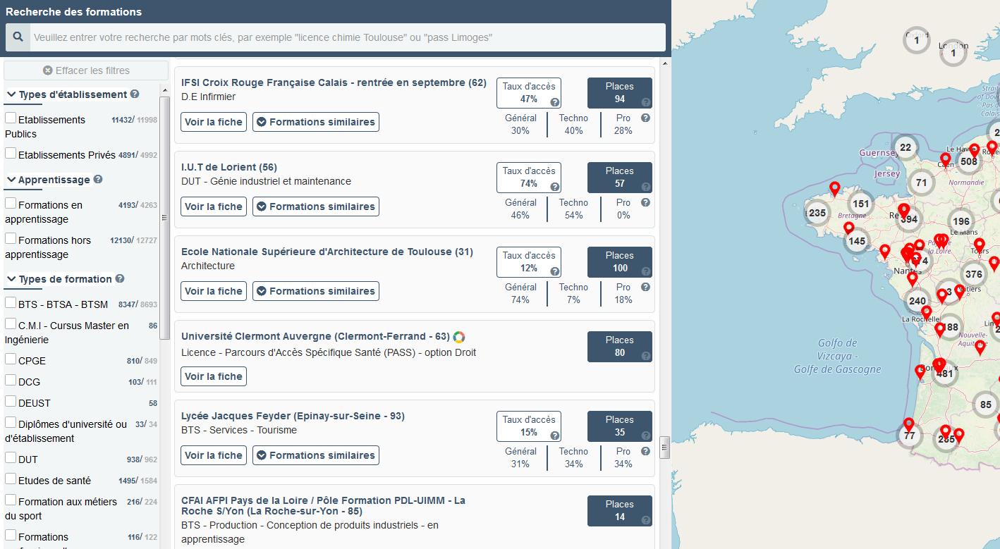 Recherche des formations
Veuillez entrer votre recherche par mots clés, par exemple "licence chimie Toulouse" ou "pass Limoges"
Effacer les filtres
Types d'établissement ?
Etablissements Publics 11432/ 11998
Etablissements Privés 4891/ 4992
Apprentissage ?
Formations en apprentissage 4193/ 4263
Formations hors apprentissage 12130/ 12727
Types de formation ?
BTS - BTSA - BTSM 8347/ 8693
C.M.I - Cursus Master en Ingénierie 86
CPGE 810/ 849
DCG 103/ 111
DEUST 58
Diplômes d'université ou d'établissement 33/ 34
DUT 938/ 962
Etudes de santé 1495/ 1584
Formation aux métiers du sport 216/ 224
Formations 116/ 122
IFSI Croix Rouge Française Calais - rentrée en septembre (62)
D.E Infirmier
Voir la fiche
Formations similaires
Taux d'accès
47% ?
Places
94 ?
Général Techno Pro ?
30% 40% 28%
I.U.T de Lorient (56)
DUT - Génie industriel et maintenance
Voir la fiche
Formations similaires
Taux d'accès
74% ?
Places
57 ?
Général Techno Pro ?
46% 54% 0%
Ecole Nationale Supérieure d'Architecture de Toulouse (31)
Architecture
Voir la fiche
Formations similaires
Taux d'accès
12% ?
Places
100 ?
Général Techno Pro ?
74% 7% 18%
Université Clermont Auvergne (Clermont-Ferrand - 63)
Licence - Parcours d'Accès Spécifique Santé (PASS) - option Droit
Voir la fiche
Places
80 ?
Lycée Jacques Feyder (Epinay-sur-Seine - 93)
BTS - Services - Tourisme
Voir la fiche
Formations similaires
Taux d'accès
15% ?
Places
35 ?
Général Techno Pro ?
31% 34% 34%
CFAI AFPI Pays de la Loire / Pôle Formation PDL-UIMM - La
Roche S/Yon (La Roche-sur-Yon - 85)
BTS - Production - Conception de produits industriels - en
apprentissage
Places
14 ?
1
London
1
Strait
of Dove
Pas d
Calais
22
Guernsey
Le Havre
Caen
508
Jersey
Normandie
71
151
235
Bretagne
394
196
Le Mans
145
la Loire
Tours
Nantes
376
240
La Rochelle
188
Nouvelle-
Golfo de
Vizcaya -
Golfe de Gascogne
481
85
77